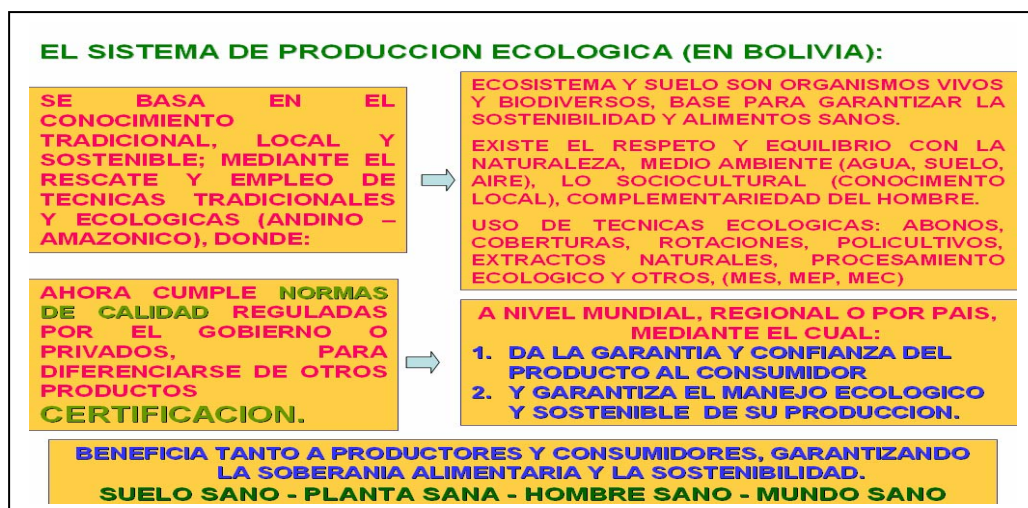 EL SISTEMA DE PRODUCCION ECOLOGICA (EN BOLIVIA):
SE BASA EN EL
CONOCIMIENTO
TRADICIONAL, LOCAL Y
SOSTENIBLE; MEDIANTE EL
RESCATE Y EMPLEO DE
TECNICAS TRADICIONALES
Y ECOLOGICAS (ANDINO –
AMAZONICO), DONDE:
ECOSISTEMA Y SUELO SON ORGANISMOS VIVOS
Y BIODIVERSOS, BASE PARA GARANTIZAR LA
SOSTENIBILIDAD Y ALIMENTOS SANOS.
EXISTE EL RESPETO Y EQUILIBRIO CON LA
NATURALEZA, MEDIO AMBIENTE (AGUA, SUELO,
AIRE), LO SOCIOCULTURAL (CONOCIMENTO
LOCAL), COMPLEMENTARIEDAD DEL HOMBRE.
USO DE TECNICAS ECOLOGICAS: ABONOS,
COBERTURAS, ROTACIONES, POLICULTIVOS,
EXTRACTOS NATURALES, PROCESAMIENTO
ECOLOGICO Y OTROS, (MES, MEP, MEC)
AHORA CUMPLE NORMAS
DE CALIDAD REGULADAS
POR EL GOBIERNO O
PRIVADOS, PARA
DIFERENCIARSE DE OTROS
PRODUCTOS
CERTIFICACION.
A NIVEL MUNDIAL, REGIONAL O POR PAIS,
MEDIANTE EL CUAL:
1. DA LA GARANTIA Y CONFIANZA DEL
PRODUCTO AL CONSUMIDOR
2. Y GARANTIZA EL MANEJO ECOLOGICO
Y SOSTENIBLE DE SU PRODUCCION.
BENEFICIA TANTO A PRODUCTORES Y CONSUMIDORES, GARANTIZANDO
LA SOBERANIA ALIMENTARIA Y LA SOSTENIBILIDAD.
SUELO SANO - PLANTA SANA - HOMBRE SANO - MUNDO SANO